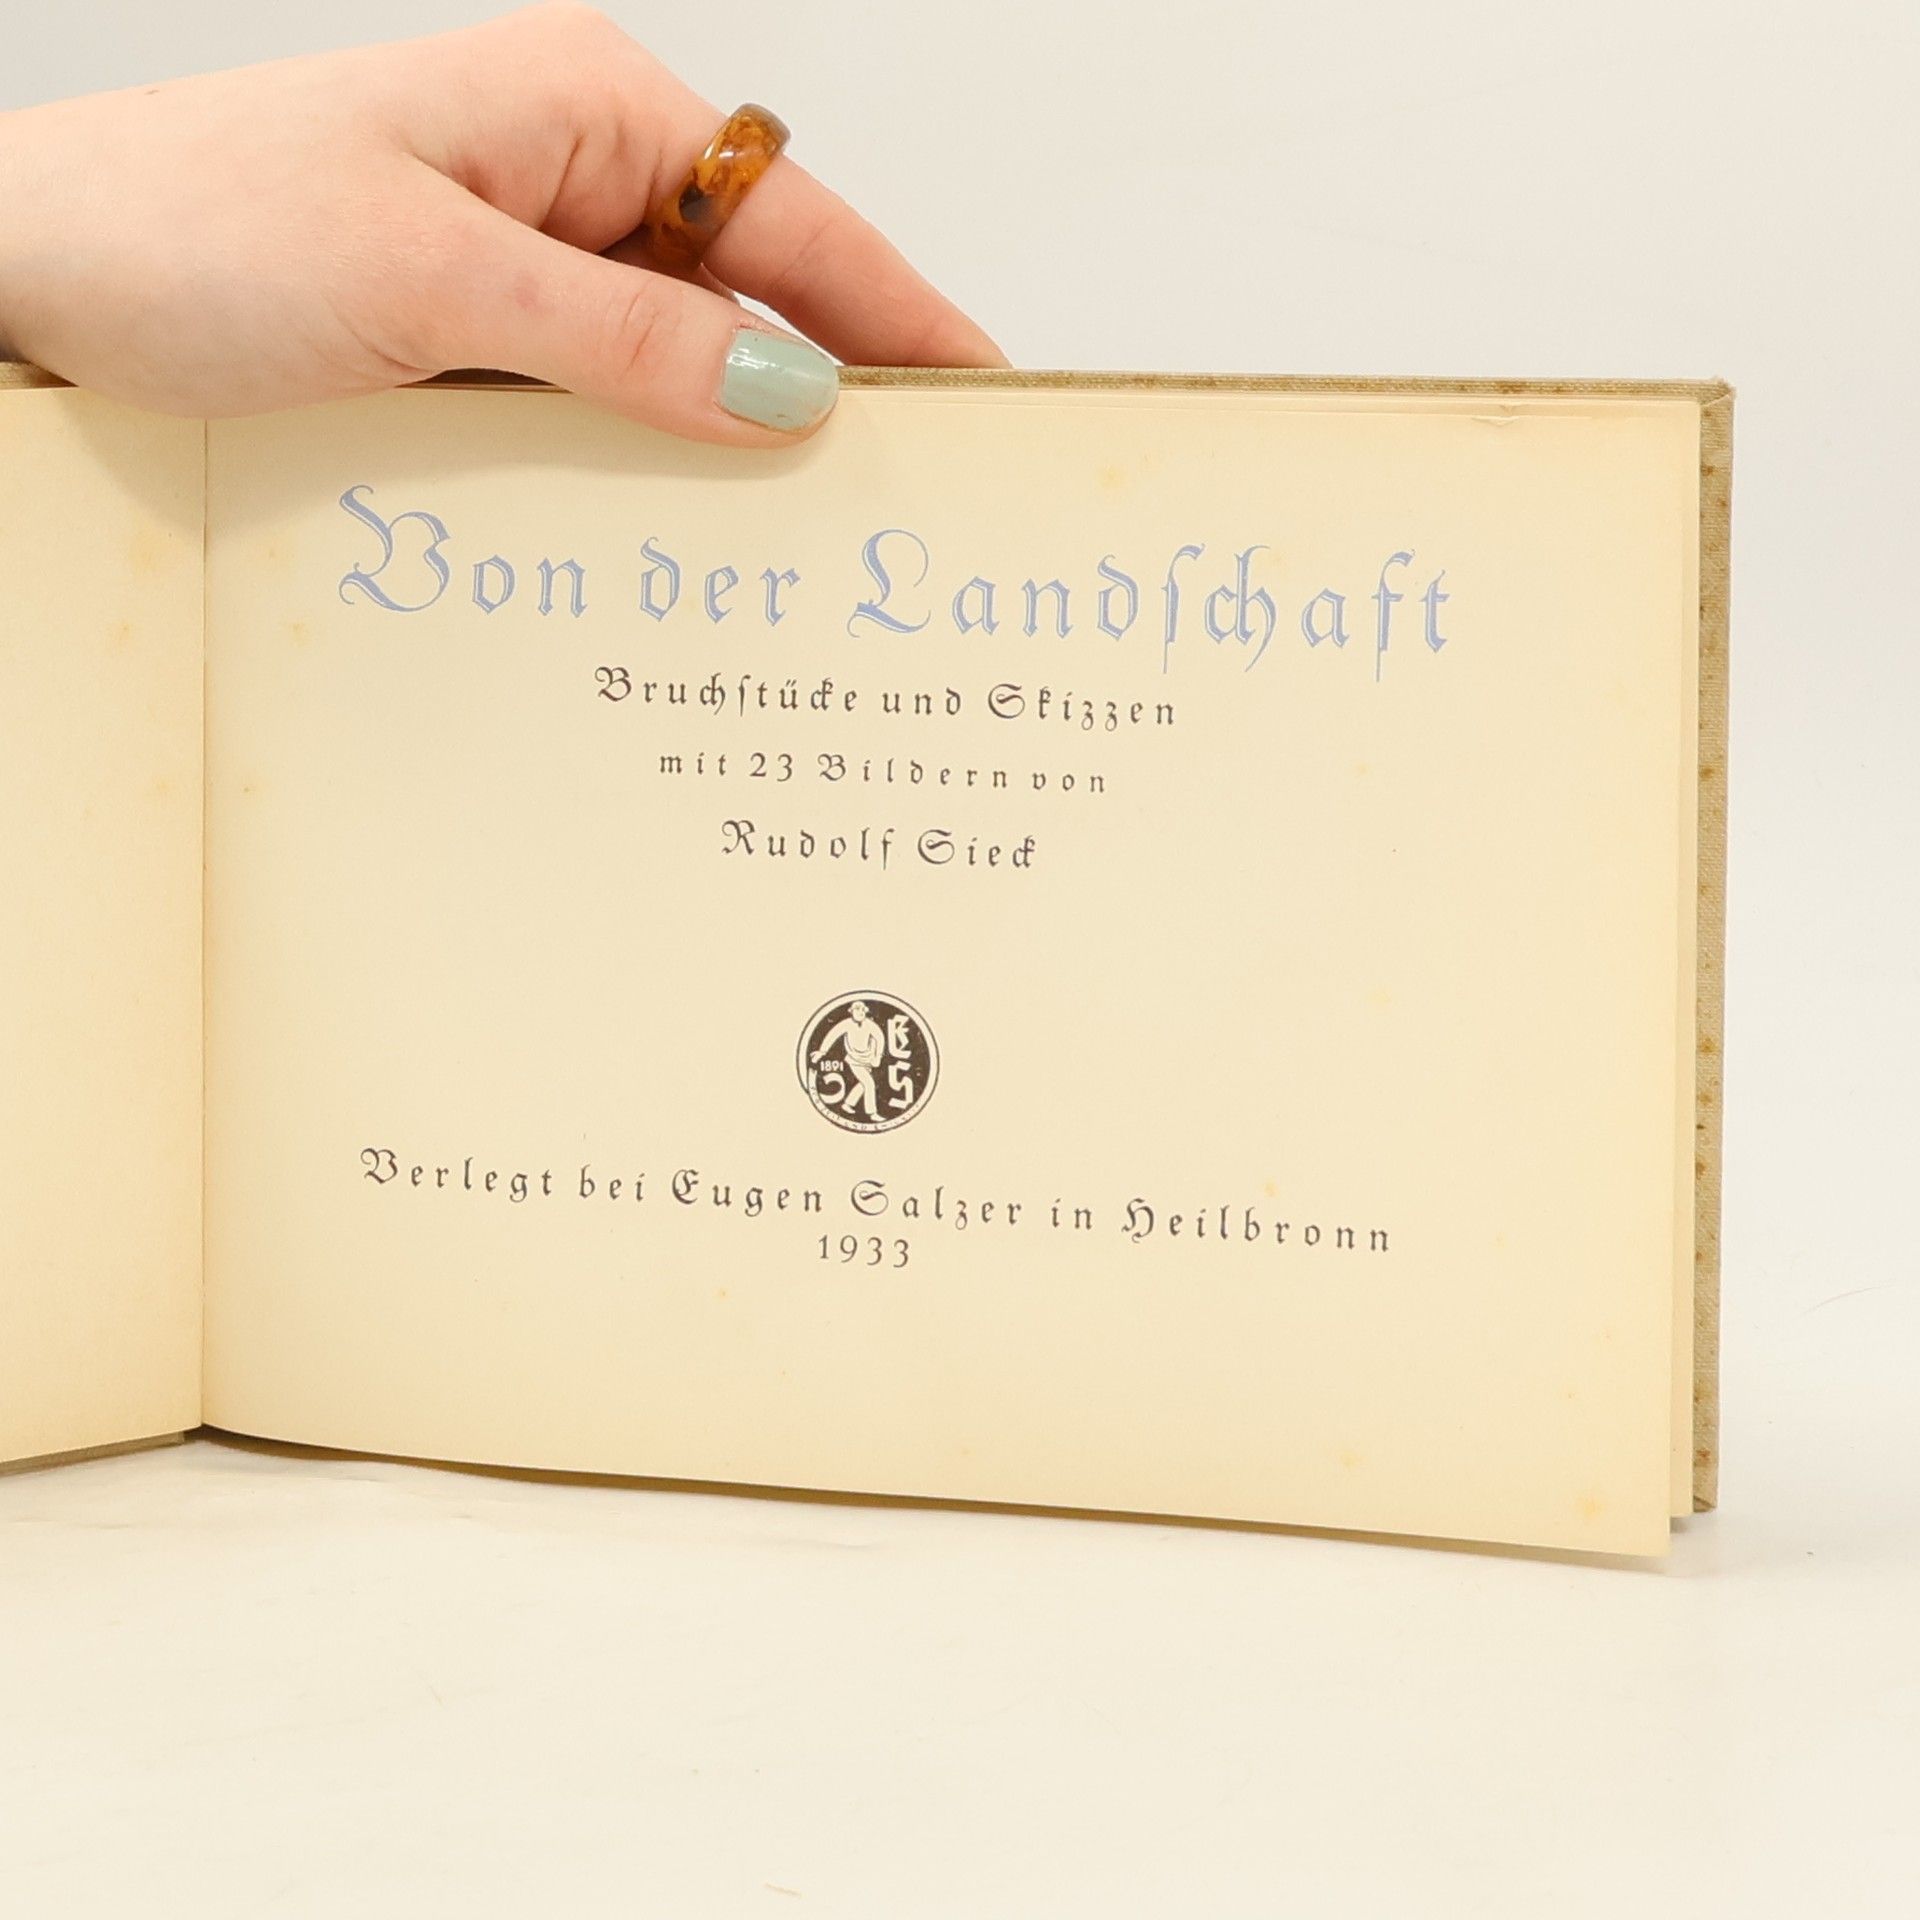 Von der Landſchaft
Bruchſtücke und Skizzen
mit 23 Bildern von
Rudolf Sieck
1891
E
S
Verlegt bei Eugen Salzer in Heilbronn
1933